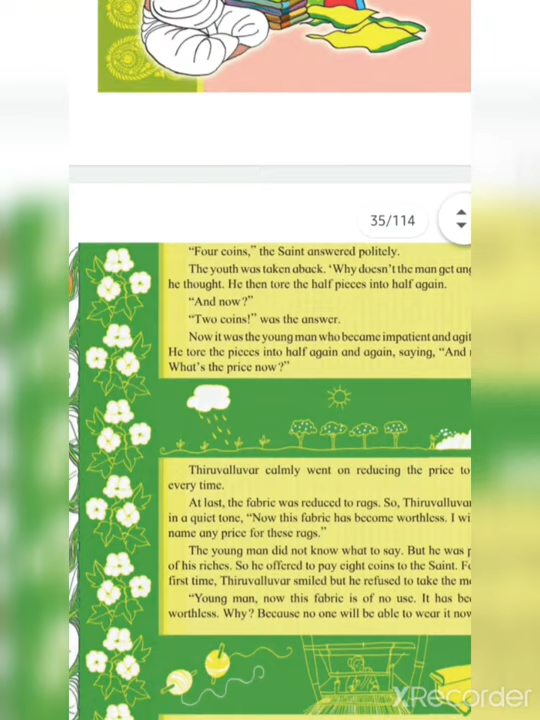 35/114
“Four coins,” the Saint answered politely.
The youth was taken aback. ‘Why doesn’t the man get ang
he thought. He then tore the half pieces into half again.
“And now?”
“Two coins!” was the answer.
Now it was the young man who became impatient and agit
He tore the pieces into half again and again, saying, “And
What’s the price now?”
Thiruvalluvar calmly went on reducing the price to
every time.
At last, the fabric was reduced to rags. So, Thiruvalluvar
in a quiet tone, “Now this fabric has become worthless. I wi
name any price for these rags.”
The young man did not know what to say. But he was p
of his riches. So he offered to pay eight coins to the Saint. Fo
first time, Thiruvalluvar smiled but he refused to take the mo
“Young man, now this fabric is of no use. It has bec
worthless. Why? Because no one will be able to wear it now
XRecorder